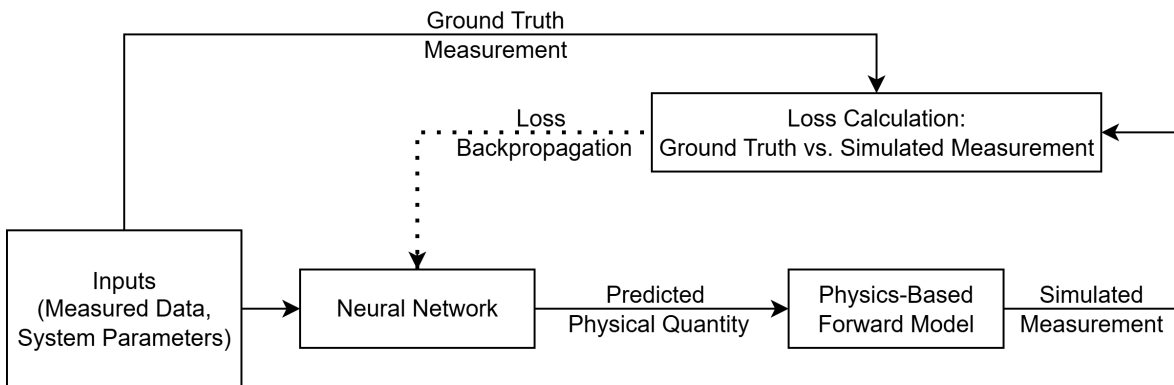 Ground Truth
Measurement
Loss Calculation:
Ground Truth vs. Simulated Measurement
Loss
Backpropagation
Inputs
(Measured Data,
System Parameters)
Neural Network
Predicted
Physical Quantity
Physics-Based
Forward Model
Simulated
Measurement